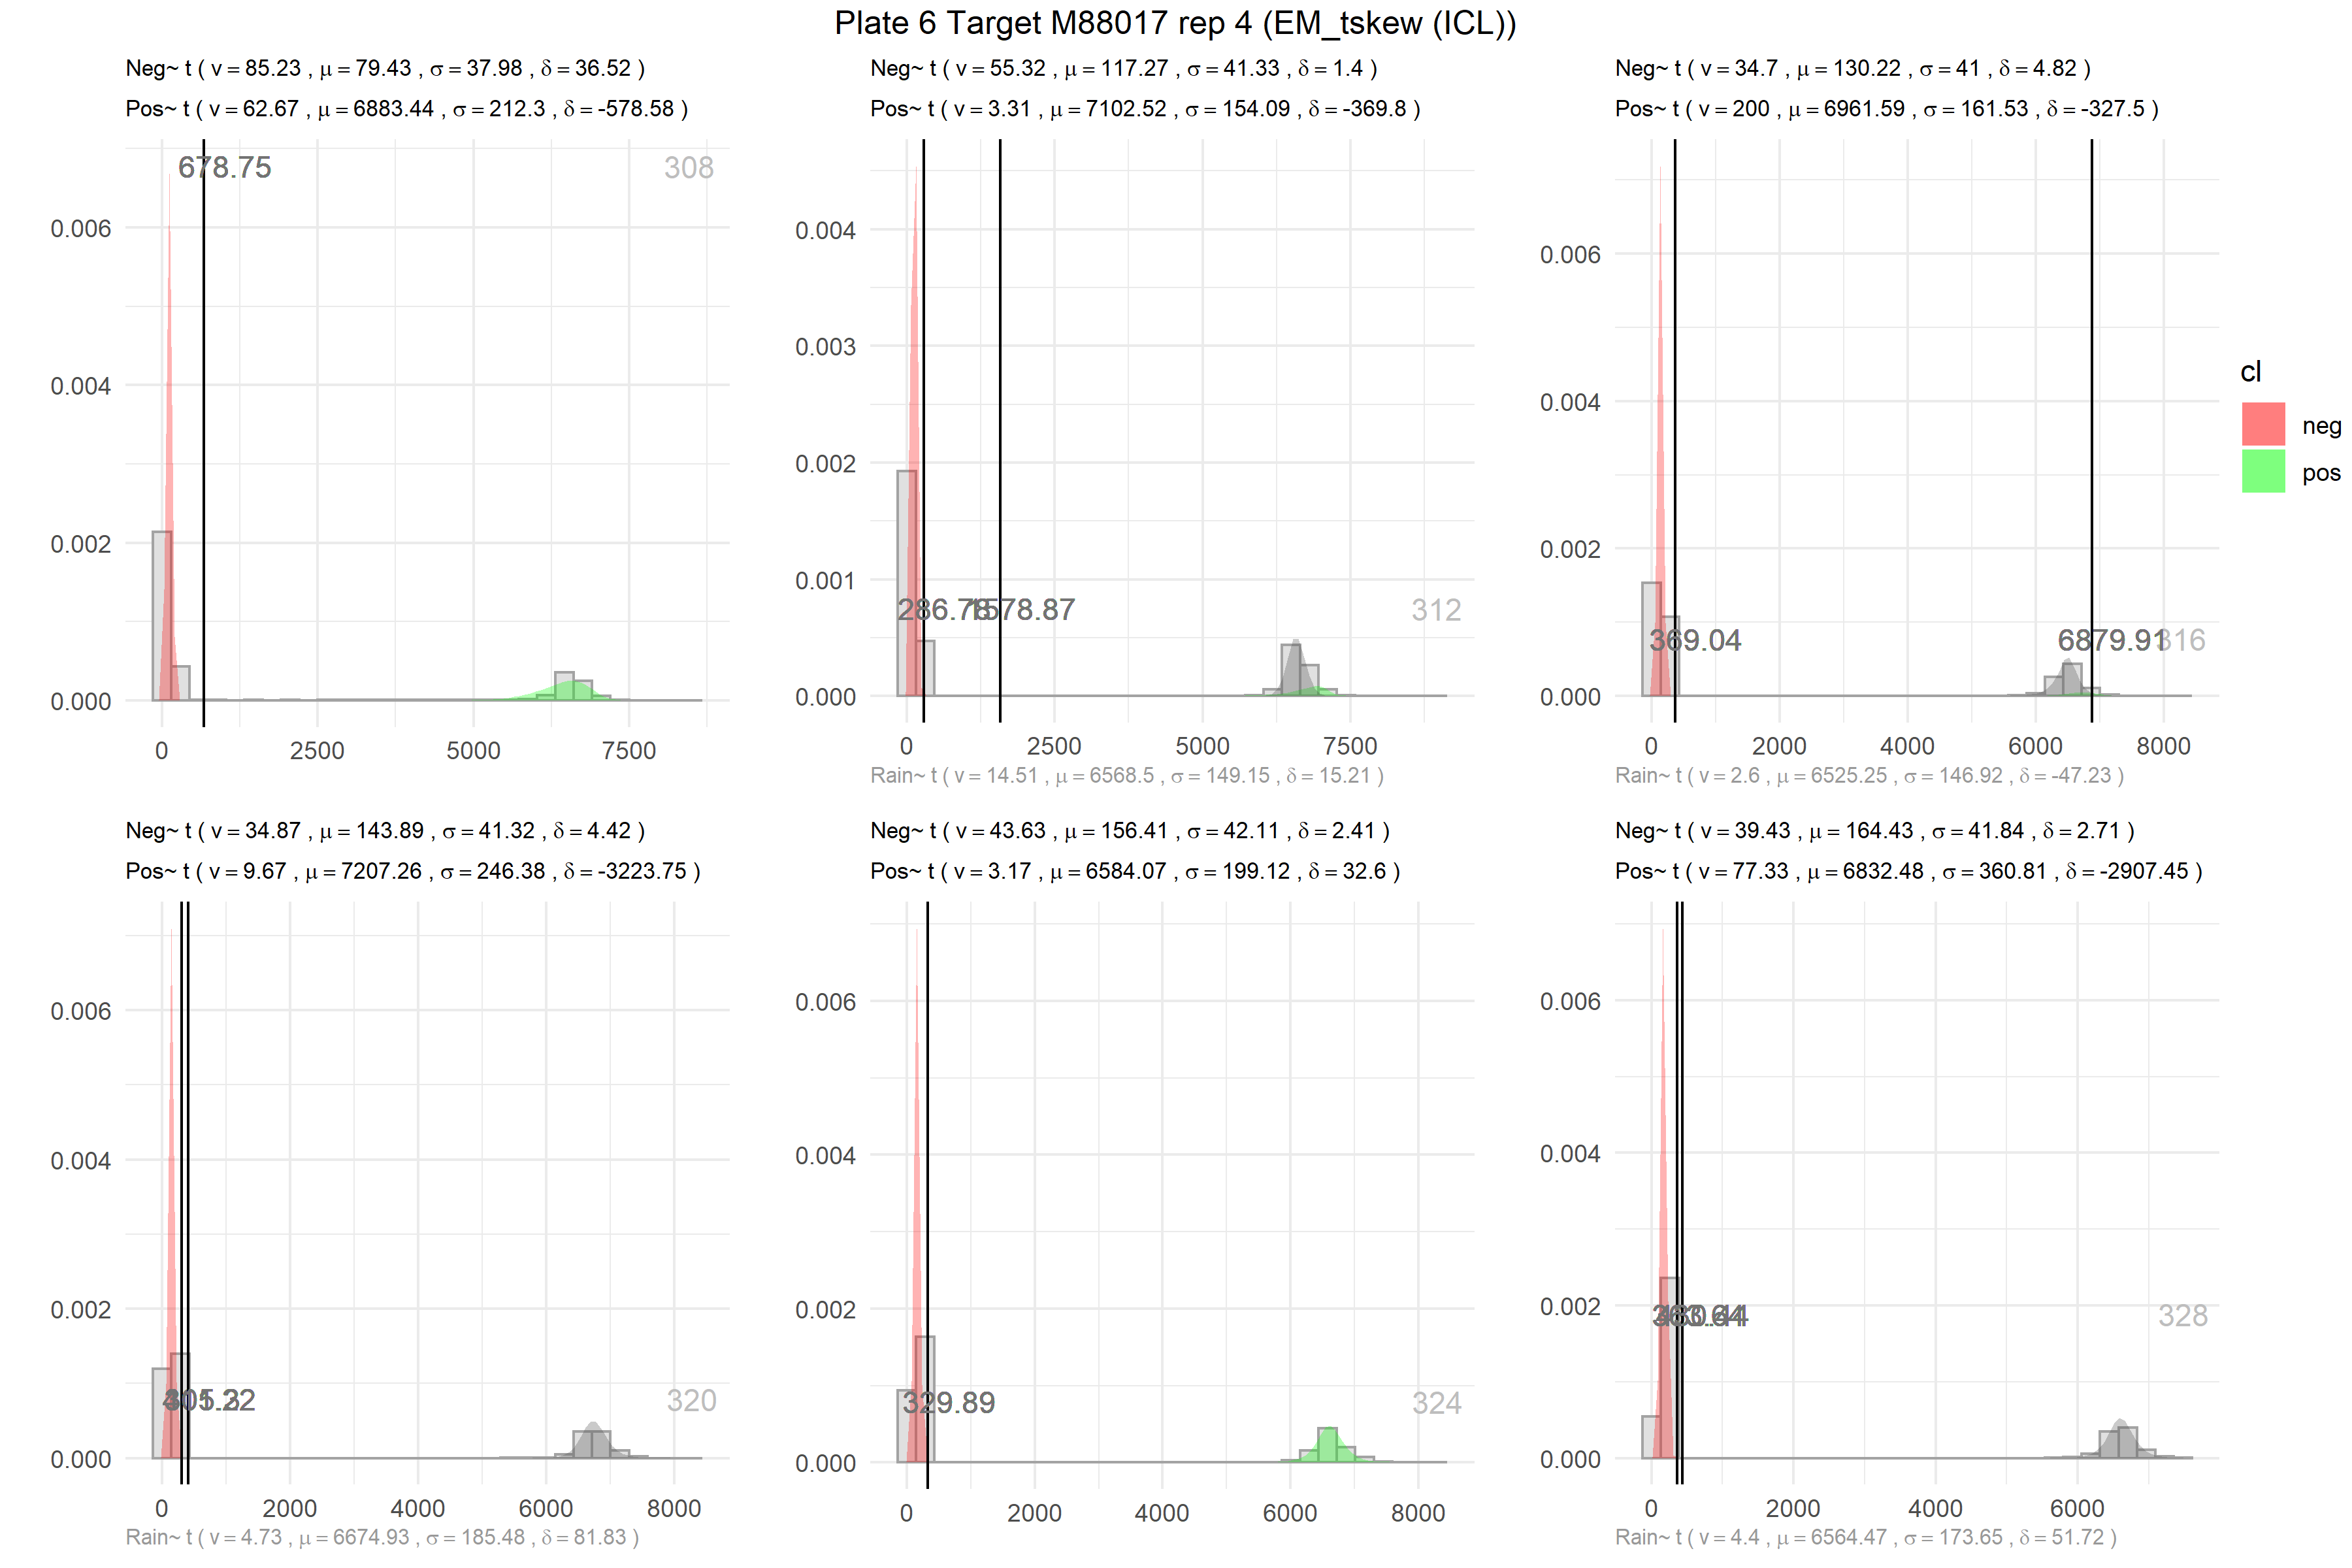 Plate 6 Target M88017 rep 4 (EM_tskew (ICL))
Neg~ t ( v = 85.23 , μ = 79.43 , σ = 37.98 , δ = 36.52 )
Pos~ t ( v = 62.67 , μ = 6883.44 , σ = 212.3 , δ = -578.58 )
678.75
308
0.006
0.004
0.002
0.000
0 2500 5000 7500
Neg~ t ( v = 55.32 , μ = 117.27 , σ = 41.33 , δ = 1.4 )
Pos~ t ( v = 3.31 , μ = 7102.52 , σ = 154.09 , δ = -369.8 )
0.004
0.003
0.002
0.001
0.000
286.78
1578.87
312
0 2500 5000 7500
Rain~ t ( v = 14.51 , μ = 6568.5 , σ = 149.15 , δ = 15.21 )
Neg~ t ( v = 34.7 , μ = 130.22 , σ = 41 , δ = 4.82 )
Pos~ t ( v = 200 , μ = 6961.59 , σ = 161.53 , δ = -327.5 )
0.006
0.004
0.002
0.000
369.04
6879.91
316
0 2000 4000 6000 8000
Rain~ t ( v = 2.6 , μ = 6525.25 , σ = 146.92 , δ = -47.23 )
cl
neg
pos
Neg~ t ( v = 34.87 , μ = 143.89 , σ = 41.32 , δ = 4.42 )
Pos~ t ( v = 9.67 , μ = 7207.26 , σ = 246.38 , δ = -3223.75 )
0.006
0.004
0.002
0.000
320
0 2000 4000 6000 8000
Rain~ t ( v = 4.73 , μ = 6674.93 , σ = 185.48 , δ = 81.83 )
Neg~ t ( v = 43.63 , μ = 156.41 , σ = 42.11 , δ = 2.41 )
Pos~ t ( v = 3.17 , μ = 6584.07 , σ = 199.12 , δ = 32.6 )
0.006
0.004
0.002
0.000
329.89
324
0 2000 4000 6000 8000
Neg~ t ( v = 39.43 , μ = 164.43 , σ = 41.84 , δ = 2.71 )
Pos~ t ( v = 77.33 , μ = 6832.48 , σ = 360.81 , δ = -2907.45 )
0.006
0.004
0.002
0.000
328
0 2000 4000 6000
Rain~ t ( v = 4.4 , μ = 6564.47 , σ = 173.65 , δ = 51.72 )